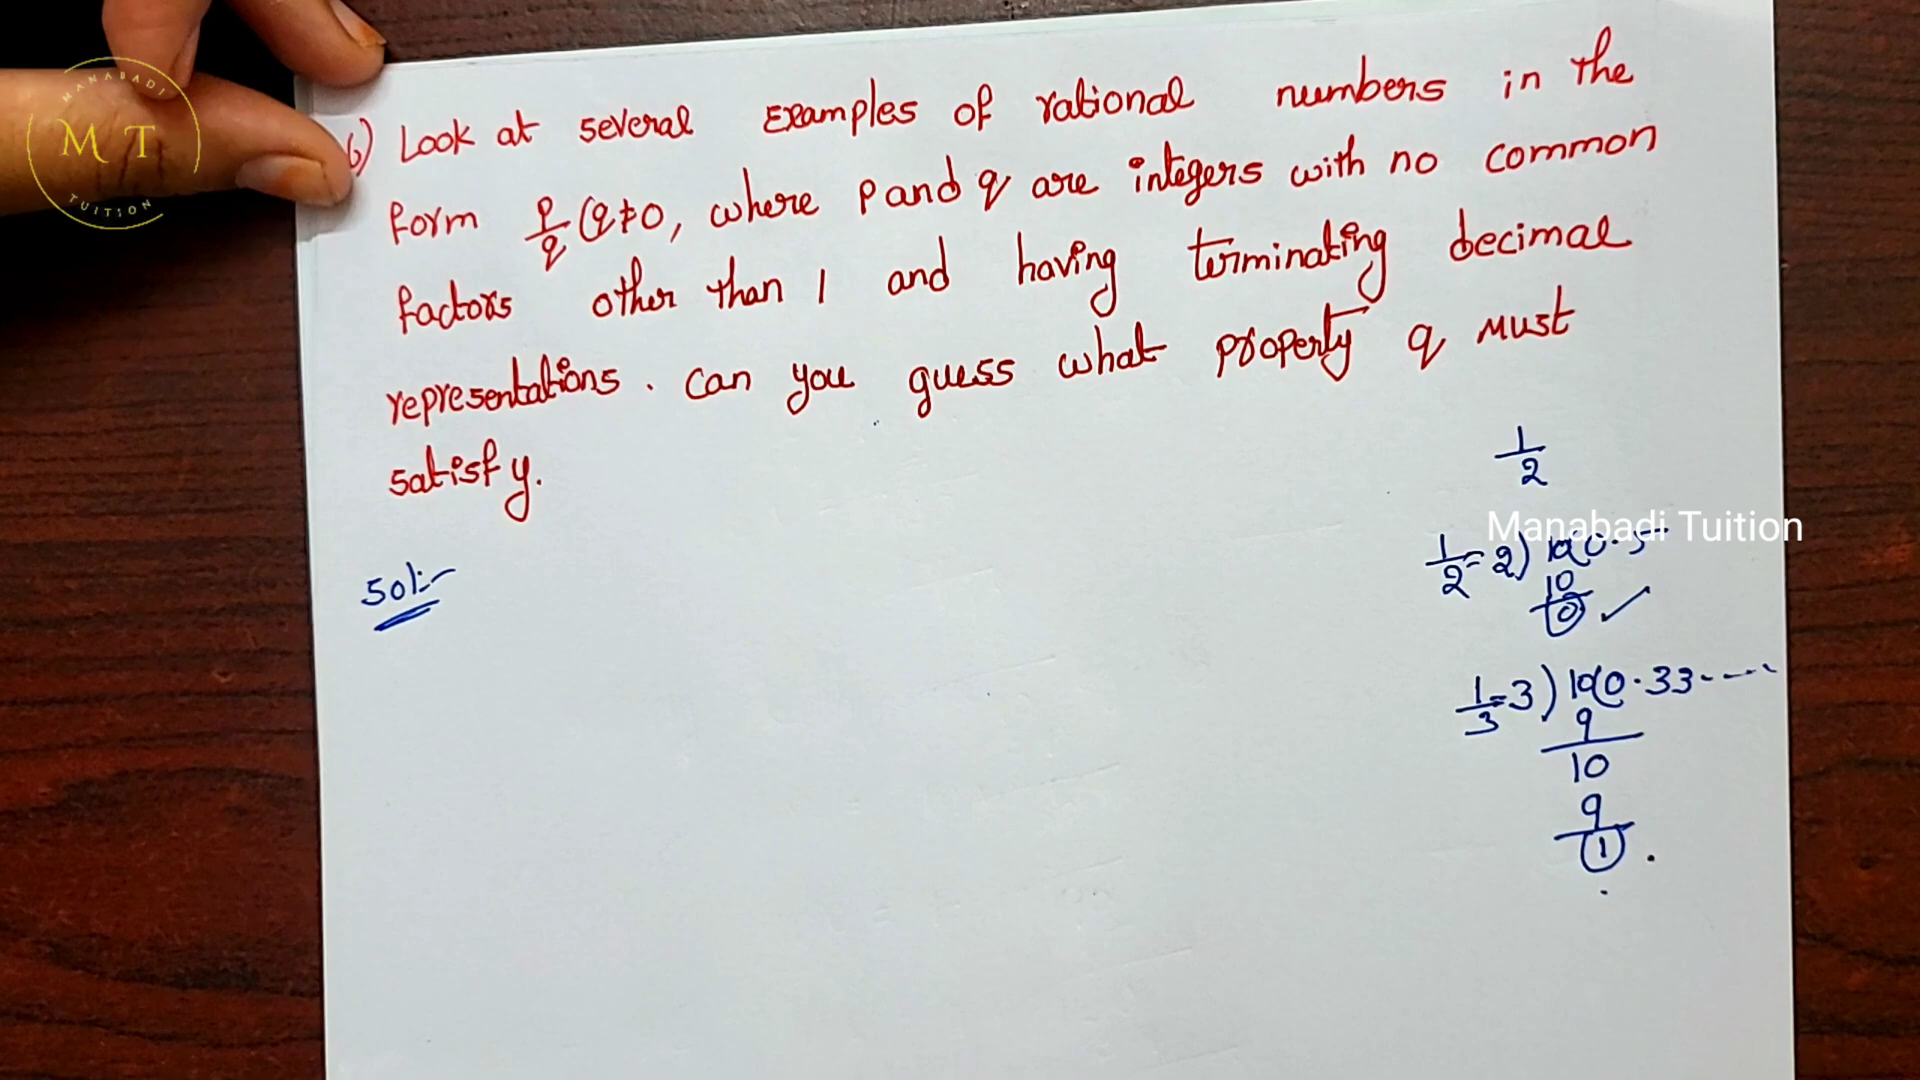 MANABADI
M T
TUITION
6) Look at several Examples of rational numbers in the
form p/q (q≠0, where p and q are integers with no common
factors other than 1 and having terminating decimal
representations. can you guess what property q must
satisfy.
1/2
Manabadi Tuition
Sol:-
1/2 = 2) 10(0.5
10
0 ✓
1/3 = 3) 10(0.33----
9
10
9
1 .